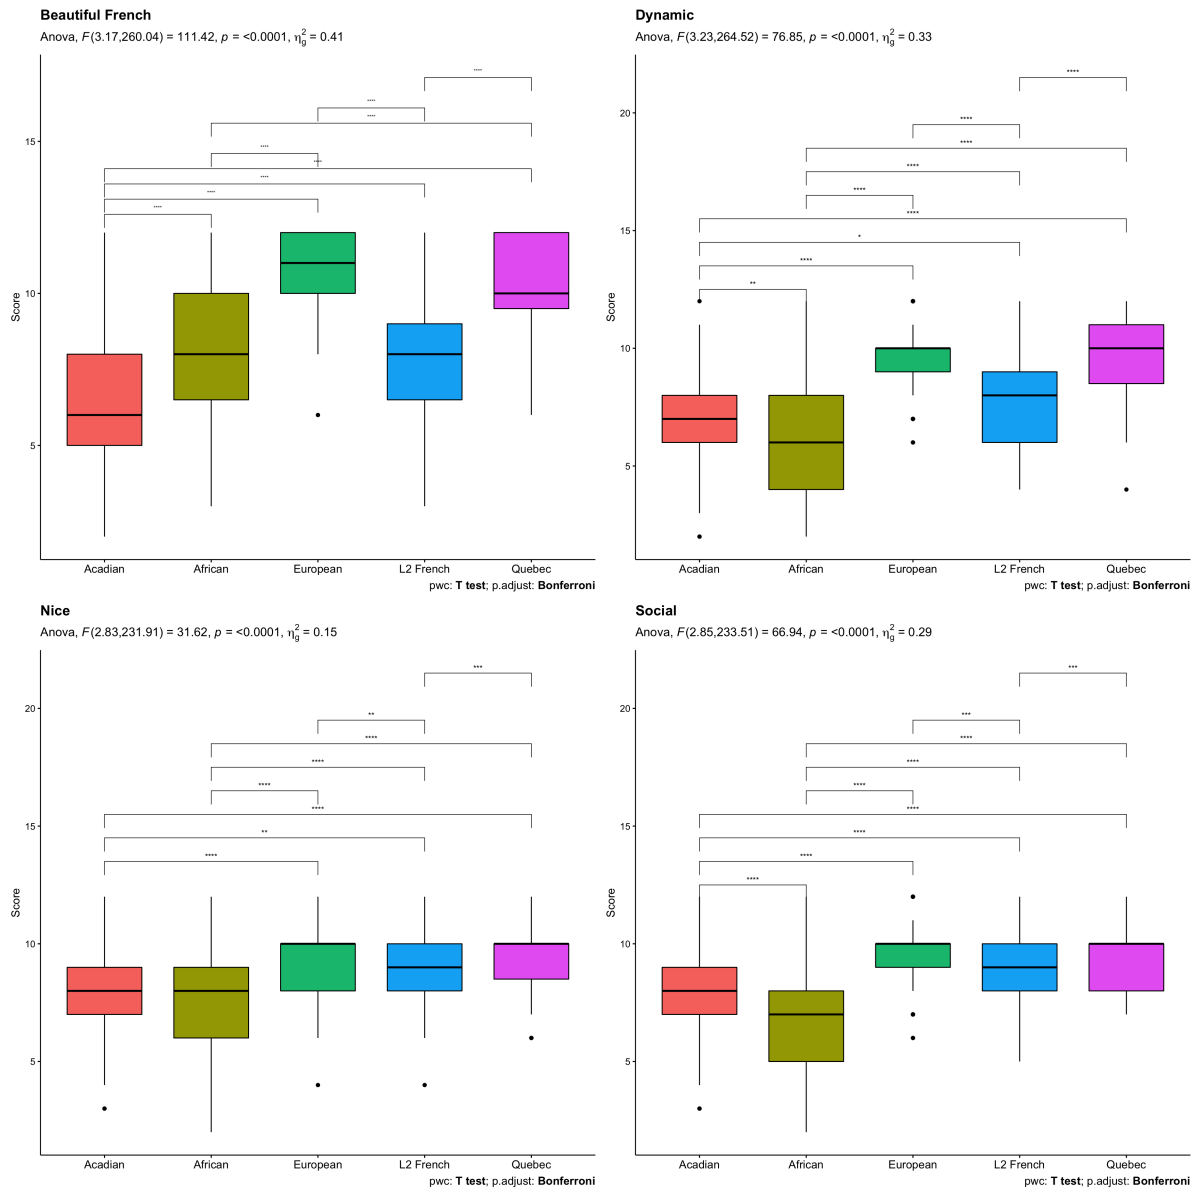 Beautiful French
Anova, F(3.17,260.04) = 111.42, p = <0.0001, η²g = 0.41
****
****
****
****
****
****
****
****
15
10
5
Score
Acadian African European L2 French Quebec
pwc: T test; p.adjust: Bonferroni
Dynamic
Anova, F(3.23,264.52) = 76.85, p = <0.0001, η²g = 0.33
****
****
****
****
****
****
*
****
**
20
15
10
5
Score
Acadian African European L2 French Quebec
pwc: T test; p.adjust: Bonferroni
Nice
Anova, F(2.83,231.91) = 31.62, p = <0.0001, η²g = 0.15
***
**
****
****
****
****
**
****
20
15
10
5
Score
Acadian African European L2 French Quebec
pwc: T test; p.adjust: Bonferroni
Social
Anova, F(2.85,233.51) = 66.94, p = <0.0001, η²g = 0.29
***
***
****
****
****
****
****
****
****
20
15
10
5
Score
Acadian African European L2 French Quebec
pwc: T test; p.adjust: Bonferroni